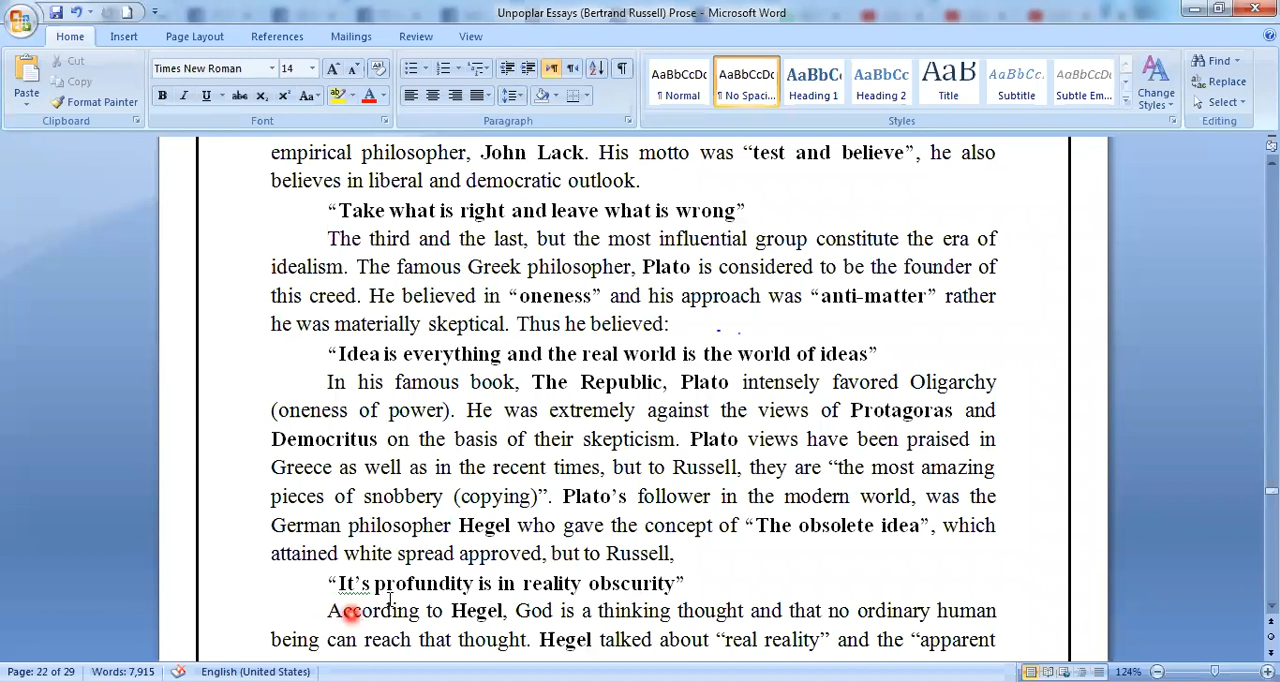 Unpoplar Essays (Bertrand Russell) Prose - Microsoft Word
Home Insert Page Layout References Mailings Review View
Paste
Cut
Copy
Format Painter
Clipboard
Times New Roman 14
Font
Paragraph
AaBbCcDc AaBbCcDc AaBbC AaBbCc AaB AaBbCc. AaBbCcDc
¶ Normal ¶ No Spaci... Heading 1 Heading 2 Title Subtitle Subtle Em...
Change Styles
Styles
Find
Replace
Select
Editing
empirical philosopher, John Lack. His motto was “test and believe”, he also
believes in liberal and democratic outlook.
“Take what is right and leave what is wrong”
The third and the last, but the most influential group constitute the era of
idealism. The famous Greek philosopher, Plato is considered to be the founder of
this creed. He believed in “oneness” and his approach was “anti-matter” rather
he was materially skeptical. Thus he believed:
“Idea is everything and the real world is the world of ideas”
In his famous book, The Republic, Plato intensely favored Oligarchy
(oneness of power). He was extremely against the views of Protagoras and
Democritus on the basis of their skepticism. Plato views have been praised in
Greece as well as in the recent times, but to Russell, they are “the most amazing
pieces of snobbery (copying)”. Plato’s follower in the modern world, was the
German philosopher Hegel who gave the concept of “The obsolete idea”, which
attained white spread approved, but to Russell,
“It’s profundity is in reality obscurity”
According to Hegel, God is a thinking thought and that no ordinary human
being can reach that thought. Hegel talked about “real reality” and the “apparent
Page: 22 of 29 Words: 7,915 English (United States) 124%